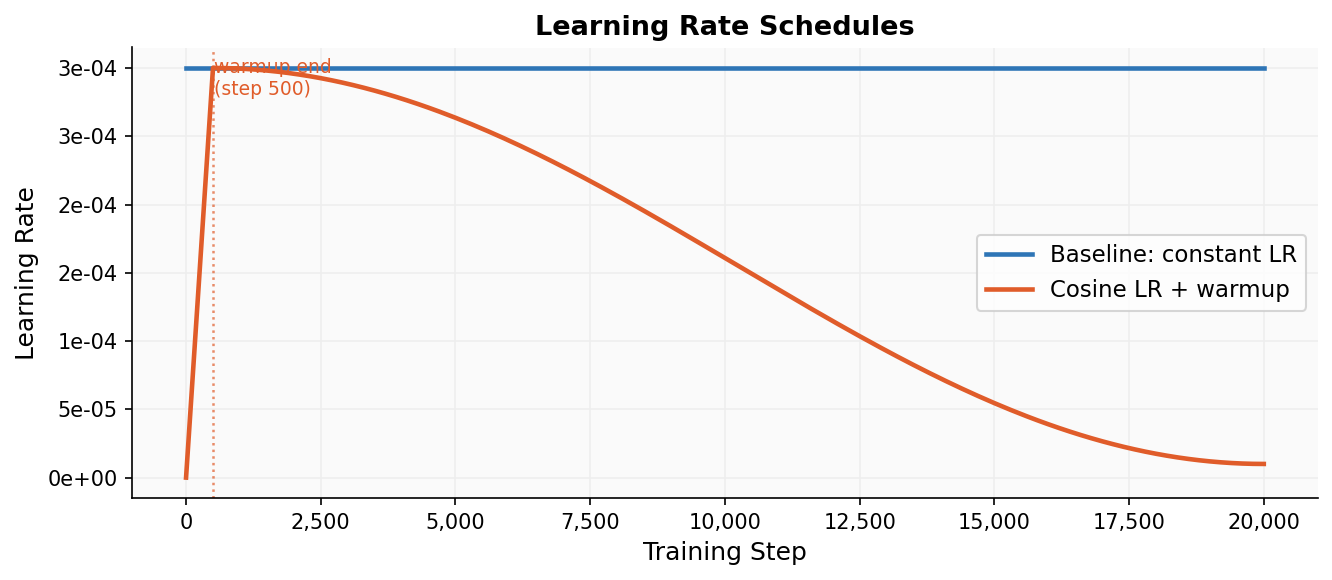 Learning Rate Schedules
3e-04
3e-04
2e-04
2e-04
1e-04
5e-05
0e+00
Learning Rate
warmup end
(step 500)
Baseline: constant LR
Cosine LR + warmup
0 2,500 5,000 7,500 10,000 12,500 15,000 17,500 20,000
Training Step